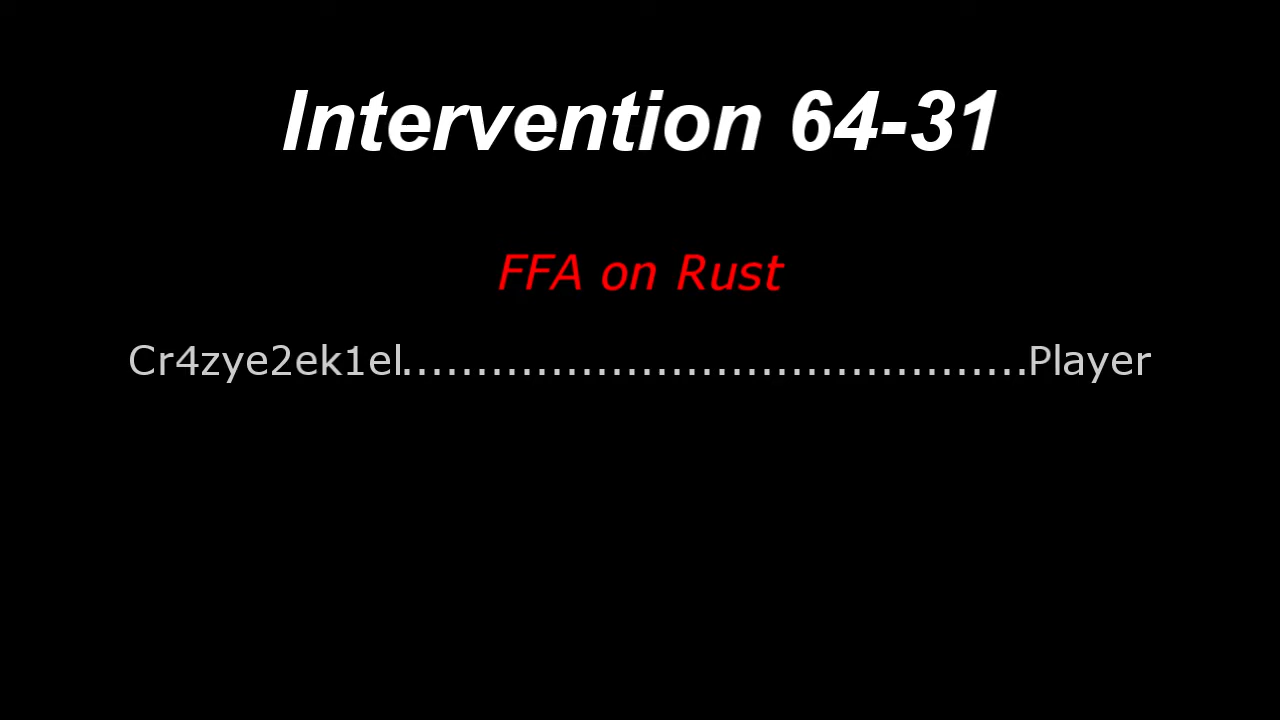 Intervention 64-31
FFA on Rust
Cr4zye2ek1el..........................................Player